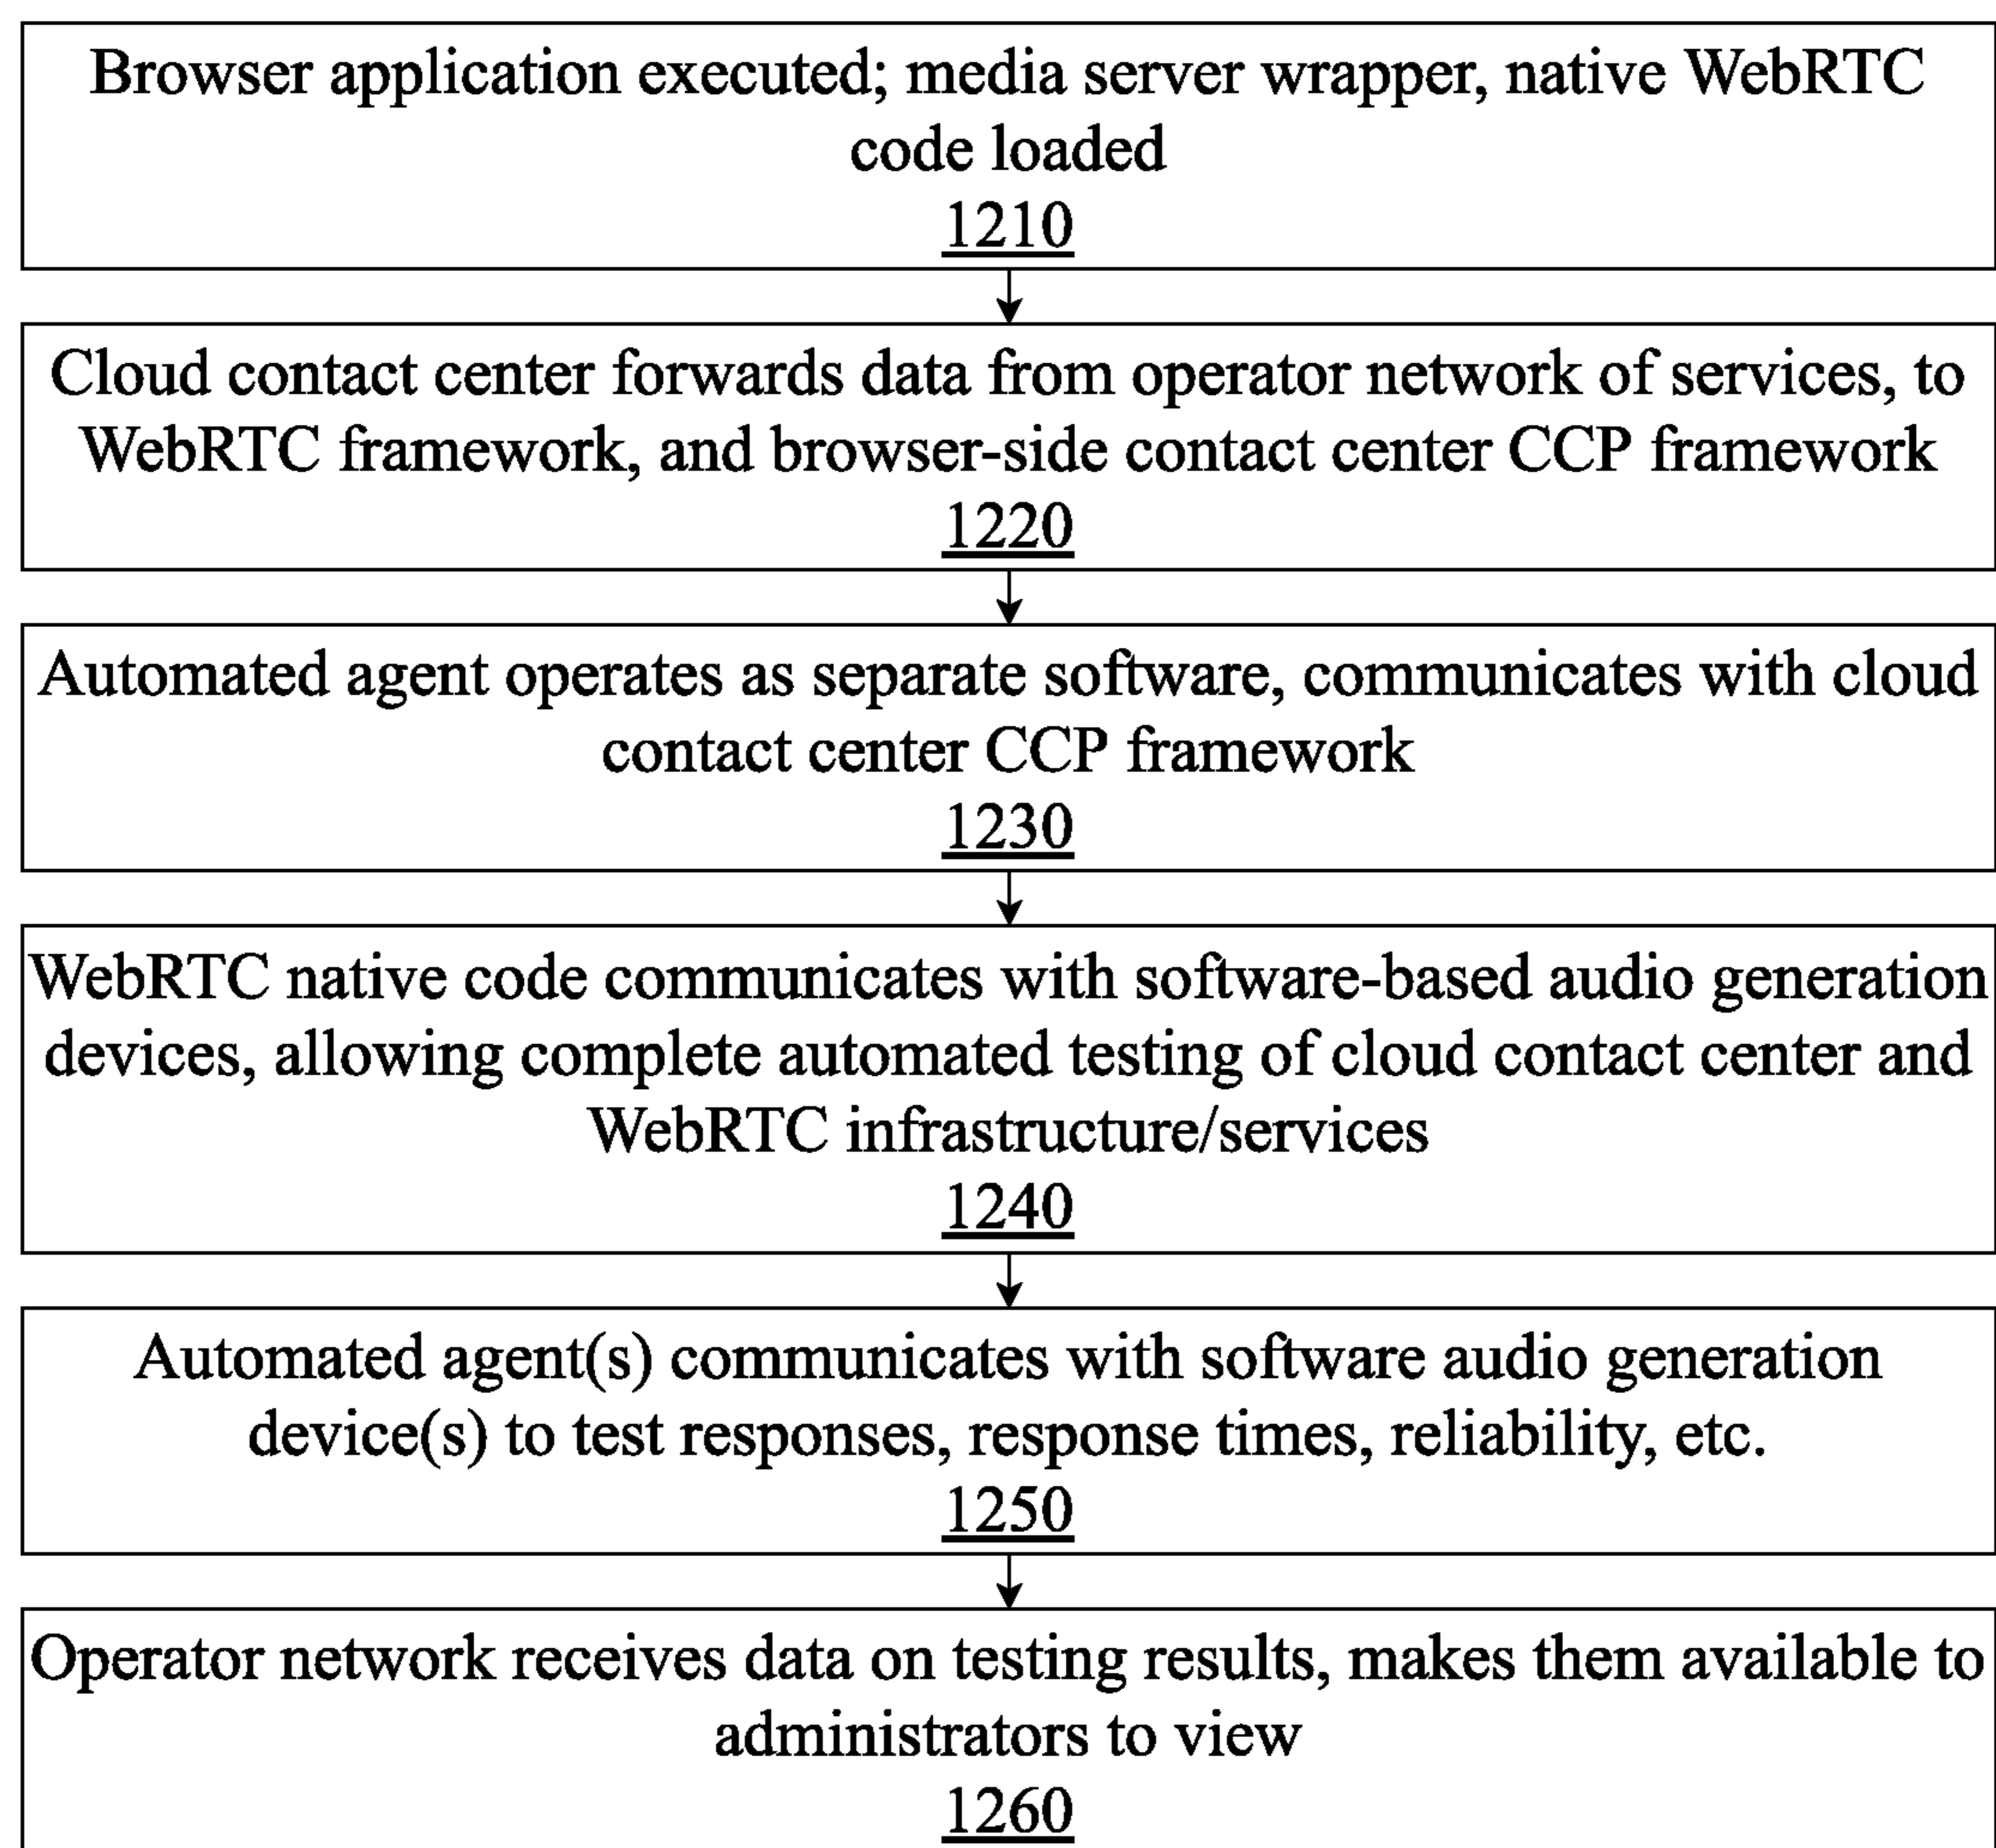 Browser application executed; media server wrapper, native WebRTC
code loaded
1210
Cloud contact center forwards data from operator network of services, to
WebRTC framework, and browser-side contact center CCP framework
1220
Automated agent operates as separate software, communicates with cloud
contact center CCP framework
1230
WebRTC native code communicates with software-based audio generation
devices, allowing complete automated testing of cloud contact center and
WebRTC infrastructure/services
1240
Automated agent(s) communicates with software audio generation
device(s) to test responses, response times, reliability, etc.
1250
Operator network receives data on testing results, makes them available to
administrators to view
1260